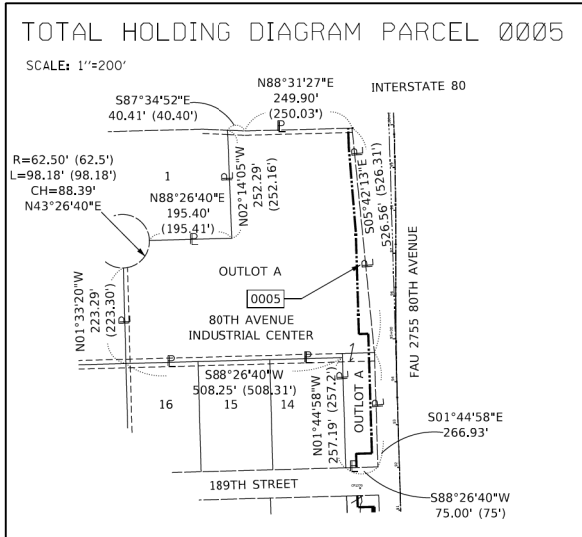 TOTAL HOLDING DIAGRAM PARCEL 0005
SCALE: 1''=200'
N88°31'27"E
249.90'
(250.03')
INTERSTATE 80
S87°34'52"E
40.41' (40.40')
R=62.50' (62.5')
L=98.18' (98.18')
CH=88.39'
N43°26'40"E
1
N88°26'40"E
195.40'
(195.41')
N02°14'05"W
252.29'
(252.16')
S05°42'13"E
526.56' (526.31')
OUTLOT A
0005
80TH AVENUE
INDUSTRIAL CENTER
N01°33'20"W
223.29'
(223.30')
FAU 2755 80TH AVENUE
S88°26'40"W
508.25' (508.31')
16
15
14
N01°44'58"W
257.19' (257.2')
OUTLOT A
S01°44'58"E
266.93'
189TH STREET
S88°26'40"W
75.00' (75')